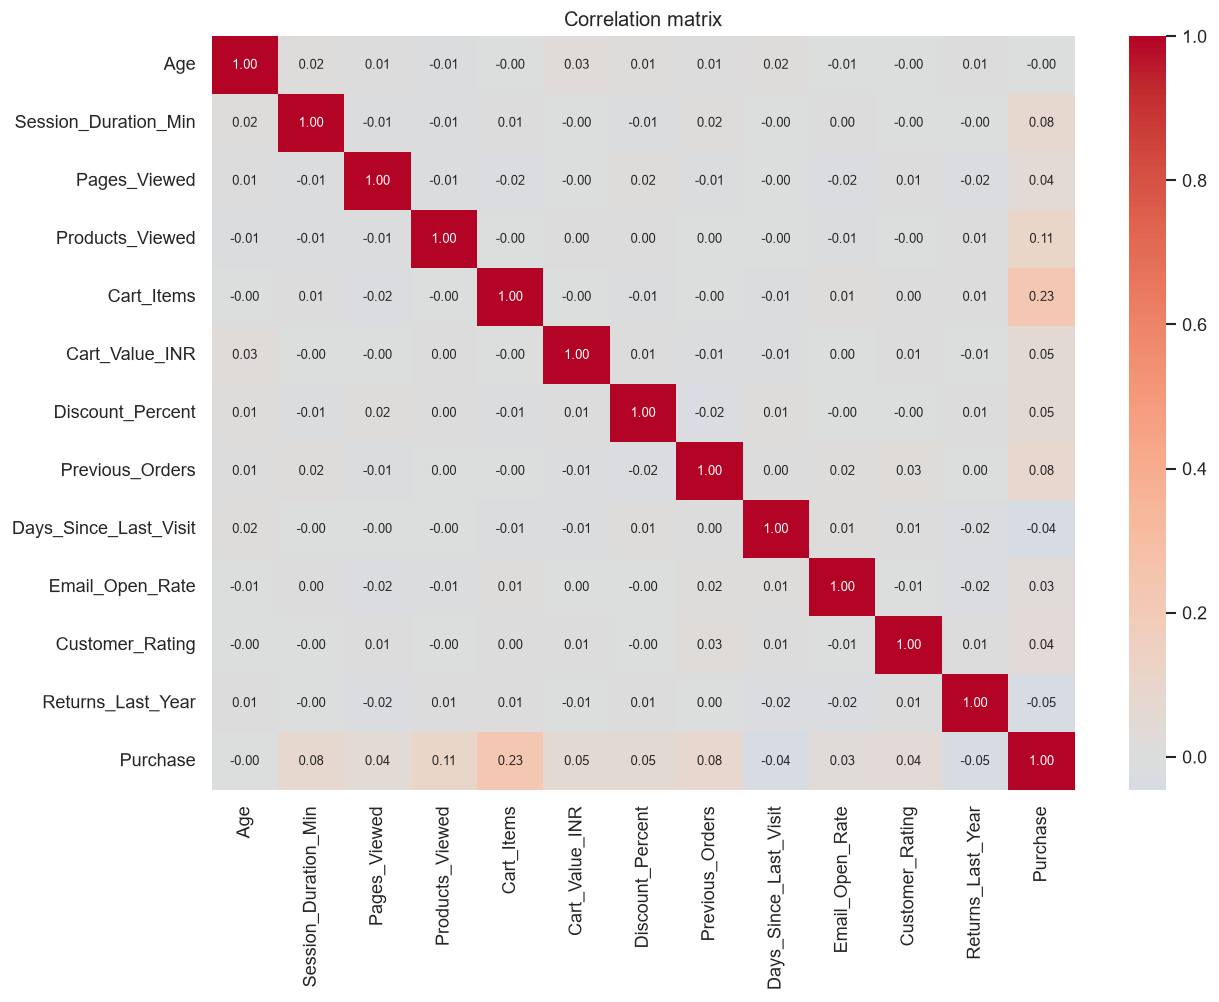 Correlation matrix
Age 1.00 0.02 0.01 -0.01 -0.00 0.03 0.01 0.01 0.02 -0.01 -0.00 0.01 -0.00
Session_Duration_Min 0.02 1.00 -0.01 -0.01 0.01 -0.00 -0.01 0.02 -0.00 0.00 -0.00 -0.00 0.08
Pages_Viewed 0.01 -0.01 1.00 -0.01 -0.02 -0.00 0.02 -0.01 -0.00 -0.02 0.01 -0.02 0.04
Products_Viewed -0.01 -0.01 -0.01 1.00 -0.00 0.00 0.00 0.00 -0.00 -0.01 -0.00 0.01 0.11
Cart_Items -0.00 0.01 -0.02 -0.00 1.00 -0.00 -0.01 -0.00 -0.01 0.01 0.00 0.01 0.23
Cart_Value_INR 0.03 -0.00 -0.00 0.00 -0.00 1.00 0.01 -0.01 -0.01 0.00 0.01 -0.01 0.05
Discount_Percent 0.01 -0.01 0.02 0.00 -0.01 0.01 1.00 -0.02 0.01 -0.00 -0.00 0.01 0.05
Previous_Orders 0.01 0.02 -0.01 0.00 -0.00 -0.01 -0.02 1.00 0.00 0.02 0.03 0.00 0.08
Days_Since_Last_Visit 0.02 -0.00 -0.00 -0.00 -0.01 -0.01 0.01 0.00 1.00 0.01 0.01 -0.02 -0.04
Email_Open_Rate -0.01 0.00 -0.02 -0.01 0.01 0.00 -0.00 0.02 0.01 1.00 -0.01 -0.02 0.03
Customer_Rating -0.00 -0.00 0.01 -0.00 0.00 0.01 -0.00 0.03 0.01 -0.01 1.00 0.01 0.04
Returns_Last_Year 0.01 -0.00 -0.02 0.01 0.01 -0.01 0.01 0.00 -0.02 -0.02 0.01 1.00 -0.05
Purchase -0.00 0.08 0.04 0.11 0.23 0.05 0.05 0.08 -0.04 0.03 0.04 -0.05 1.00
Age
Session_Duration_Min
Pages_Viewed
Products_Viewed
Cart_Items
Cart_Value_INR
Discount_Percent
Previous_Orders
Days_Since_Last_Visit
Email_Open_Rate
Customer_Rating
Returns_Last_Year
Purchase
1.0
0.8
0.6
0.4
0.2
0.0